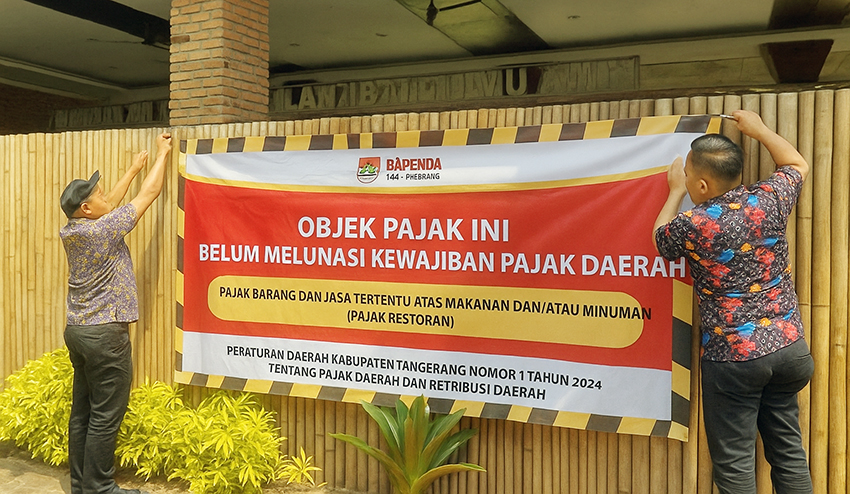 BAPENDA
144 - PHEBRANG
OBJEK PAJAK INI
BELUM MELUNASI KEWAJIBAN PAJAK DAERAH
PAJAK BARANG DAN JASA TERTENTU ATAS MAKANAN DAN/ATAU MINUMAN
(PAJAK RESTORAN)
PERATURAN DAERAH KABUPATEN TANGERANG NOMOR 1 TAHUN 2024
TENTANG PAJAK DAERAH DAN RETRIBUSI DAERAH